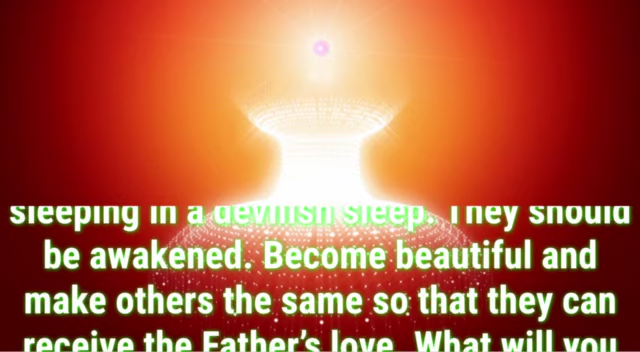 sleeping in a devilish sleep. They should
be awakened. Become beautiful and
make others the same so that they can
receive the Father's love. What will you